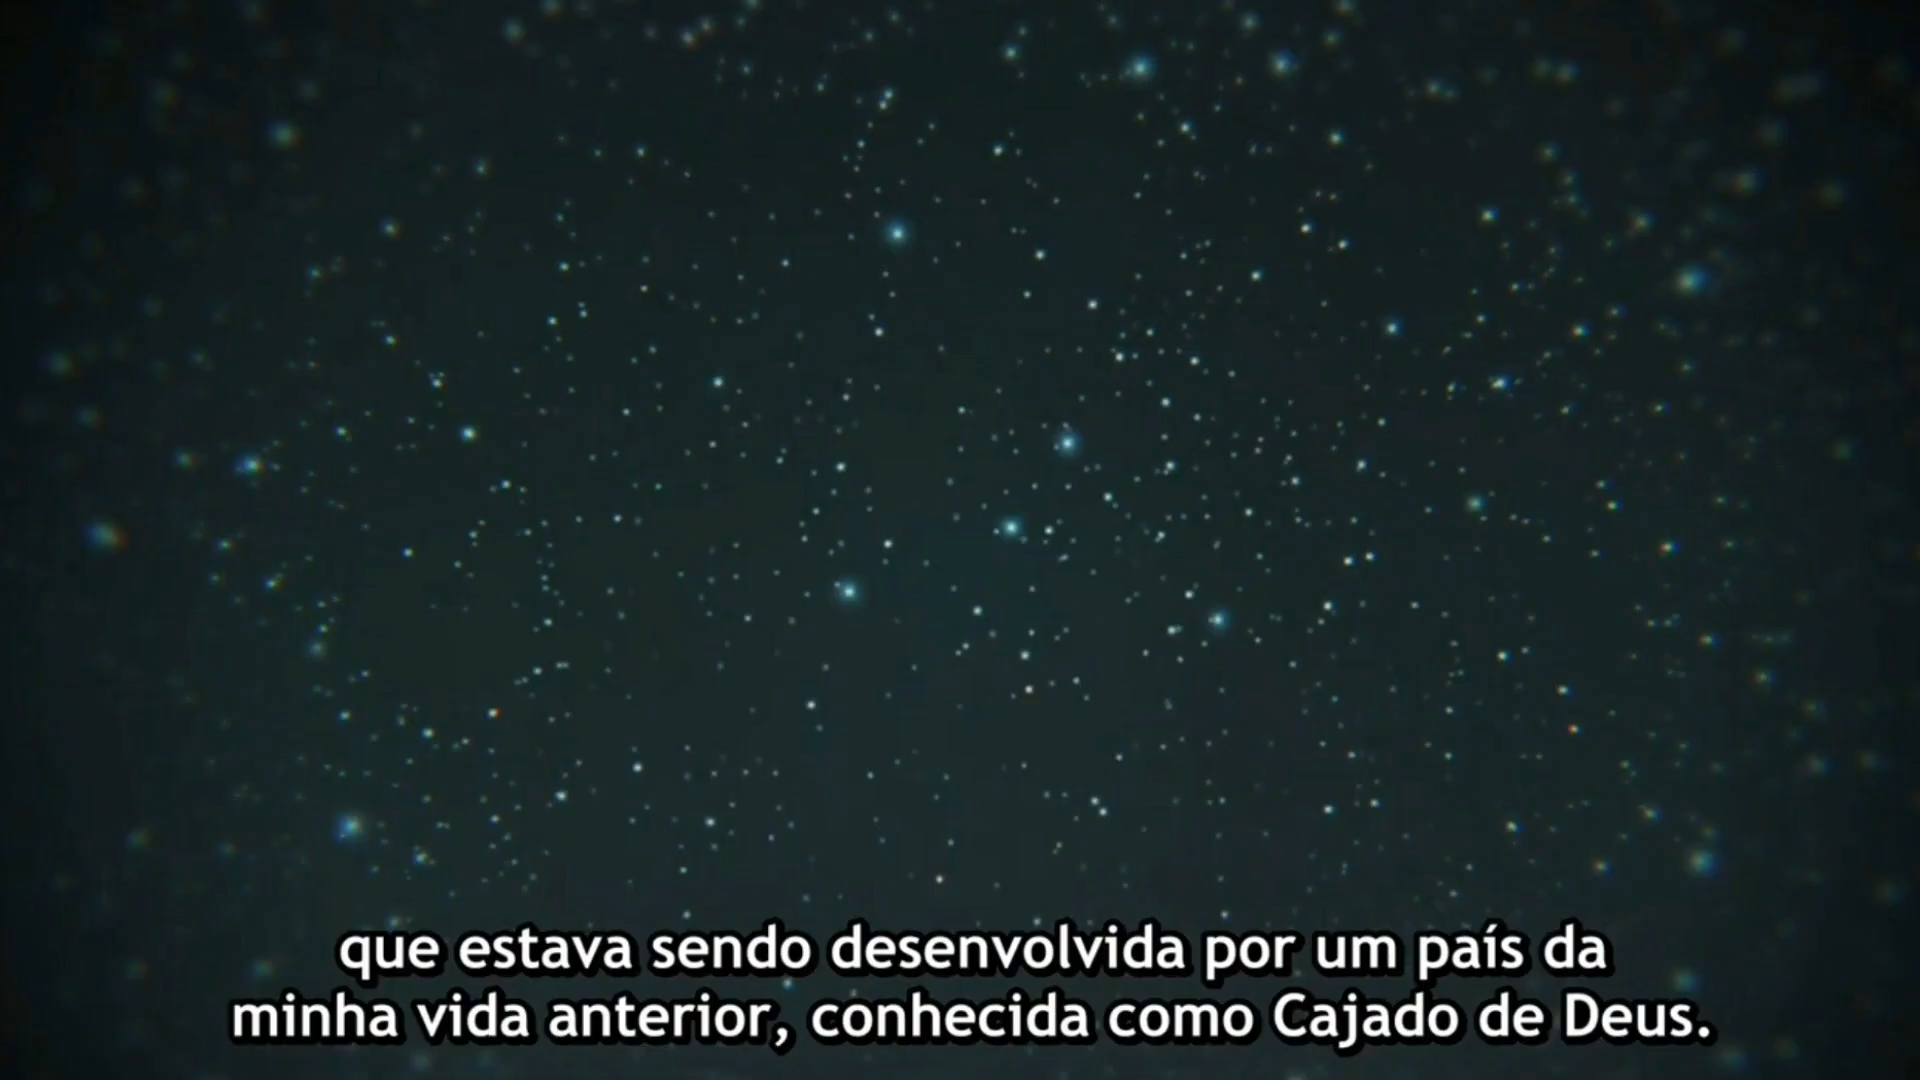 que estava sendo desenvolvida por um país da
minha vida anterior, conhecida como Cajado de Deus.